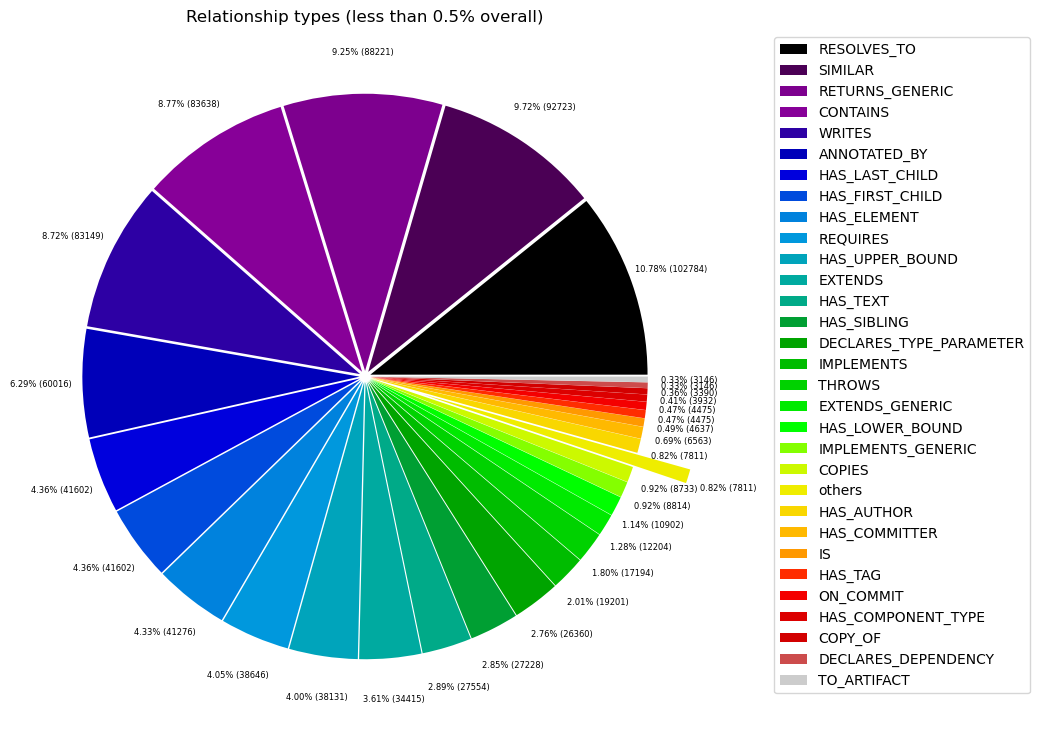 Relationship types (less than 0.5% overall)
10.78% (102784)
9.72% (92723)
9.25% (88221)
8.77% (83638)
8.72% (83149)
6.29% (60016)
4.36% (41602)
4.36% (41602)
4.33% (41276)
4.05% (38646)
4.00% (38131)
3.61% (34415)
2.89% (27554)
2.85% (27228)
2.76% (26360)
2.01% (19201)
1.80% (17194)
1.28% (12204)
1.14% (10902)
0.92% (8814)
0.92% (8733)
0.82% (7811)
0.82% (7811)
0.69% (6563)
0.49% (4637)
0.47% (4475)
0.47% (4475)
0.41% (3932)
0.36% (3390)
0.33% (3146)
0.33% (3146)
RESOLVES_TO
SIMILAR
RETURNS_GENERIC
CONTAINS
WRITES
ANNOTATED_BY
HAS_LAST_CHILD
HAS_FIRST_CHILD
HAS_ELEMENT
REQUIRES
HAS_UPPER_BOUND
EXTENDS
HAS_TEXT
HAS_SIBLING
DECLARES_TYPE_PARAMETER
IMPLEMENTS
THROWS
EXTENDS_GENERIC
HAS_LOWER_BOUND
IMPLEMENTS_GENERIC
COPIES
others
HAS_AUTHOR
HAS_COMMITTER
IS
HAS_TAG
ON_COMMIT
HAS_COMPONENT_TYPE
COPY_OF
DECLARES_DEPENDENCY
TO_ARTIFACT